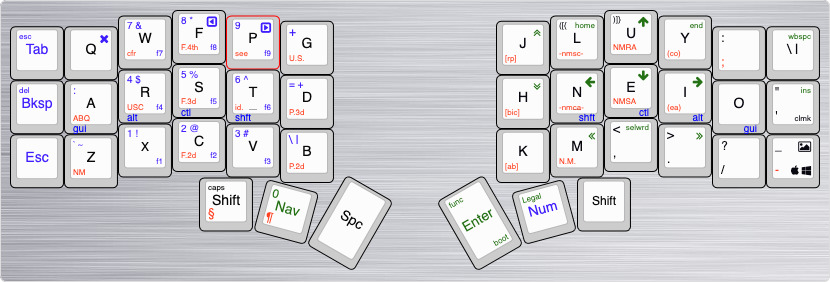 esc
Tab
Q
7 &
W
cfr f7
8 *
F
F.4th f8
9
P
see f9
+
G
U.S.
J
[rp]
([{ home
L
-nmsc-
)]}
U
NMRA
end
Y
(co)
:
;
wbspc
\ |
del
Bksp
:
A
ABQ
gui
4 $
R
USC f4
alt
5 %
S
F.3d f5
ctl
6 ^
T
id. __ f6
shft
= +
D
P.3d
H
[bic]
N
-nmca-
shft
E
NMSA
ctl
I
(ea)
alt
O
gui
" ins
' clmk
Esc
` ~
Z
NM
1 !
X
f1
2 @
C
F.2d f2
3 #
V
f3
\ |
B
P.2d
K
[ab]
M
N.M.
< selwrd
,
>
.
?
/
_
-
caps
Shift
§
0
Nav
¶
Spc
func
Enter
boot
Legal
Num
Shift